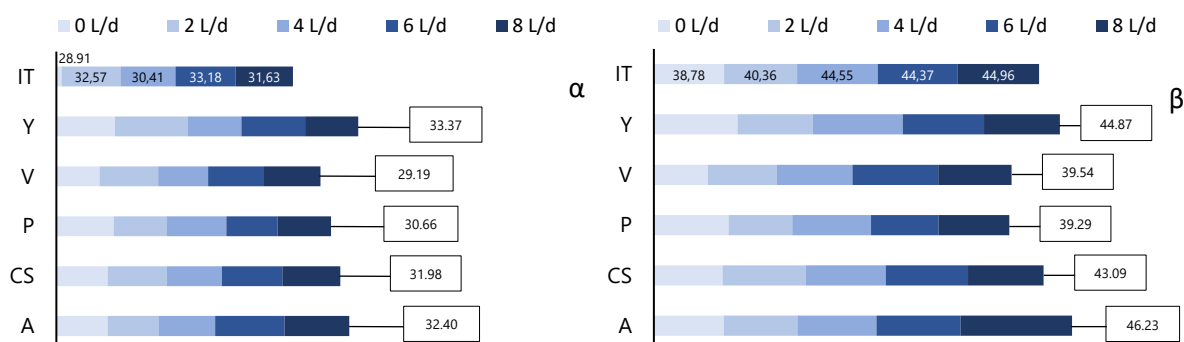 0 L/d 2 L/d 4 L/d 6 L/d 8 L/d
28.91
IT 32,57 30,41 33,18 31,63
α
Y 33.37
V 29.19
P 30.66
CS 31.98
A 32.40
0 L/d 2 L/d 4 L/d 6 L/d 8 L/d
IT 38,78 40,36 44,55 44,37 44,96
β
Y 44.87
V 39.54
P 39.29
CS 43.09
A 46.23